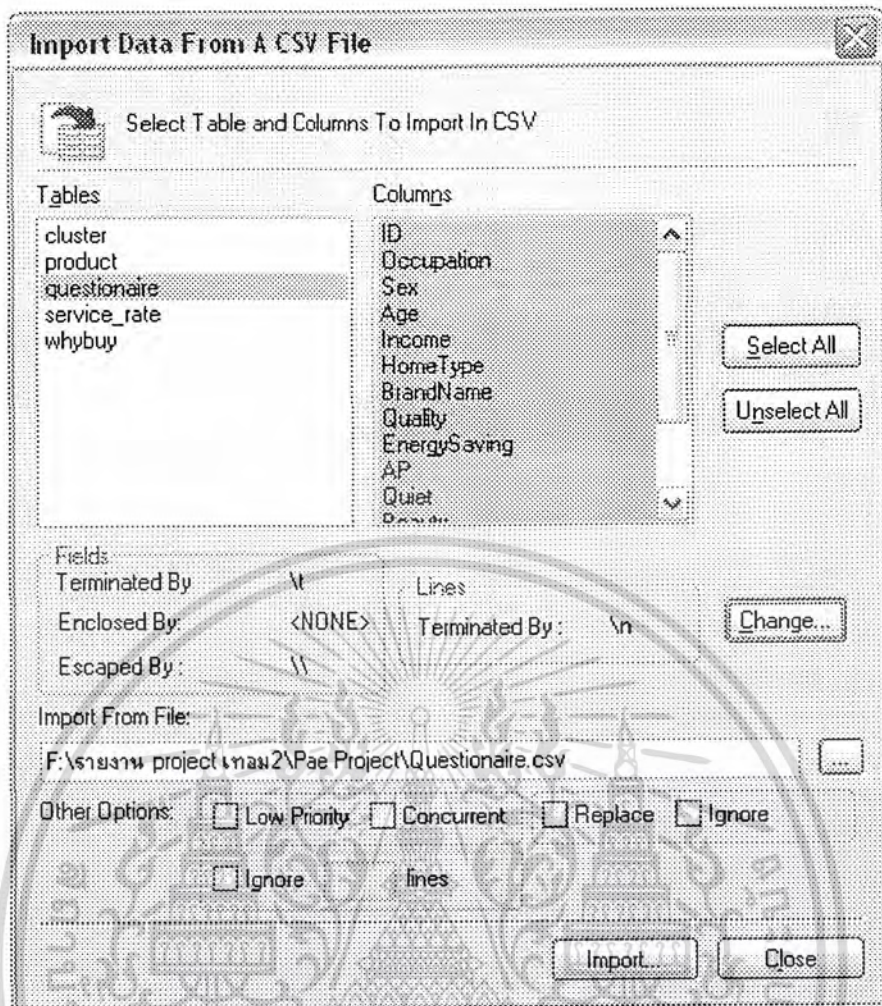 Import Data From A CSV File
Select Table and Columns To Import In CSV
Tables
cluster
product
questionaire
service_rate
whybuy
Columns
ID
Occupation
Sex
Age
Income
HomeType
BrandName
Quality
EnergySaving
AP
Quiet
Beauty
Select All
Unselect All
Fields
Terminated By \t
Enclosed By: <NONE>
Escaped By : \\
Lines
Terminated By : \n
Change...
Import From File:
F:\รายงาน project เทอม2\Pae Project\Questionaire.csv
...
Other Options: Low Priority Concurrent Replace Ignore
Ignore lines
Import... Close